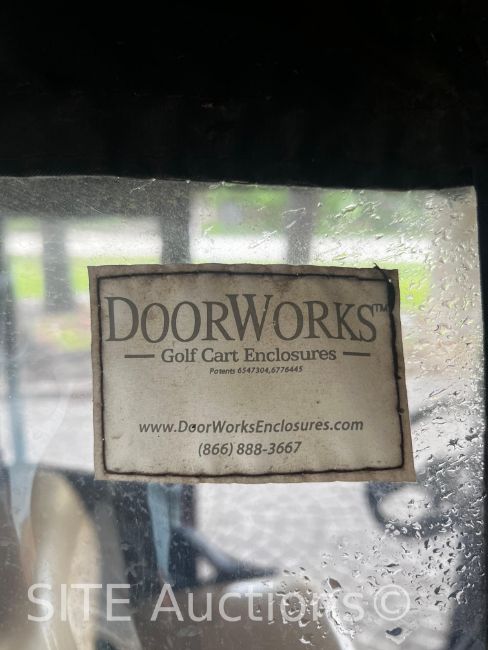 DOORWORKS™
Golf Cart Enclosures
Patents 6547304,6776445
www.DoorWorksEnclosures.com
(866) 888-3667
SITE Auctions©